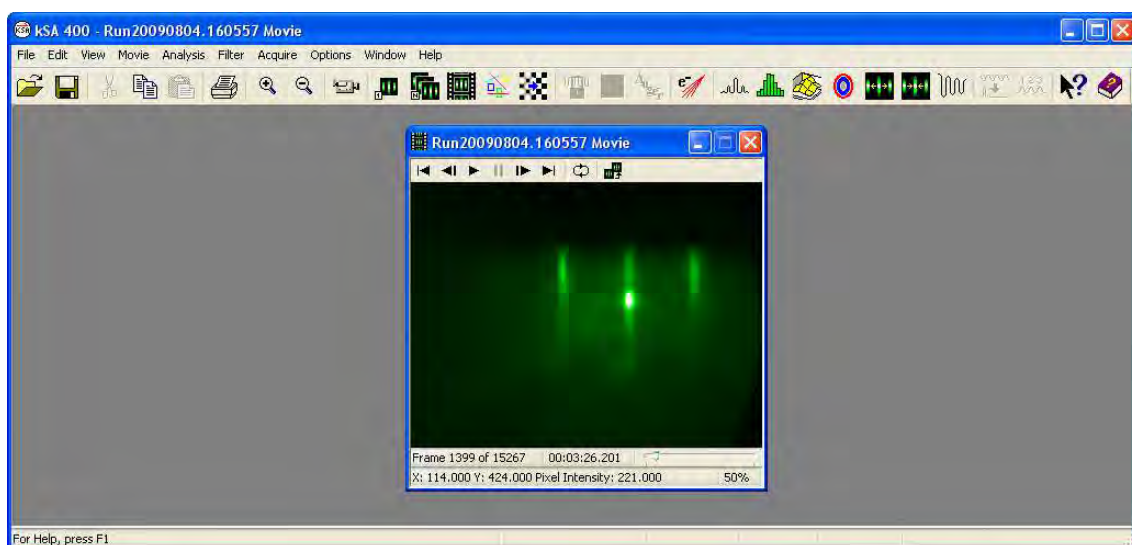 kSA 400 - Run20090804.160557 Movie
File Edit View Movie Analysis Filter Acquire Options Window Help
Run20090804.160557 Movie
Frame 1399 of 15267 00:03:26.201
X: 114.000 Y: 424.000 Pixel Intensity: 221.000 50%
For Help, press F1